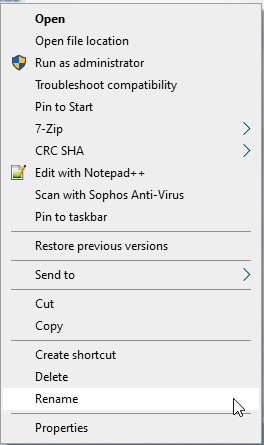 Open
Open file location
Run as administrator
Troubleshoot compatibility
Pin to Start
7-Zip
CRC SHA
Edit with Notepad++
Scan with Sophos Anti-Virus
Pin to taskbar
Restore previous versions
Send to
Cut
Copy
Create shortcut
Delete
Rename
Properties